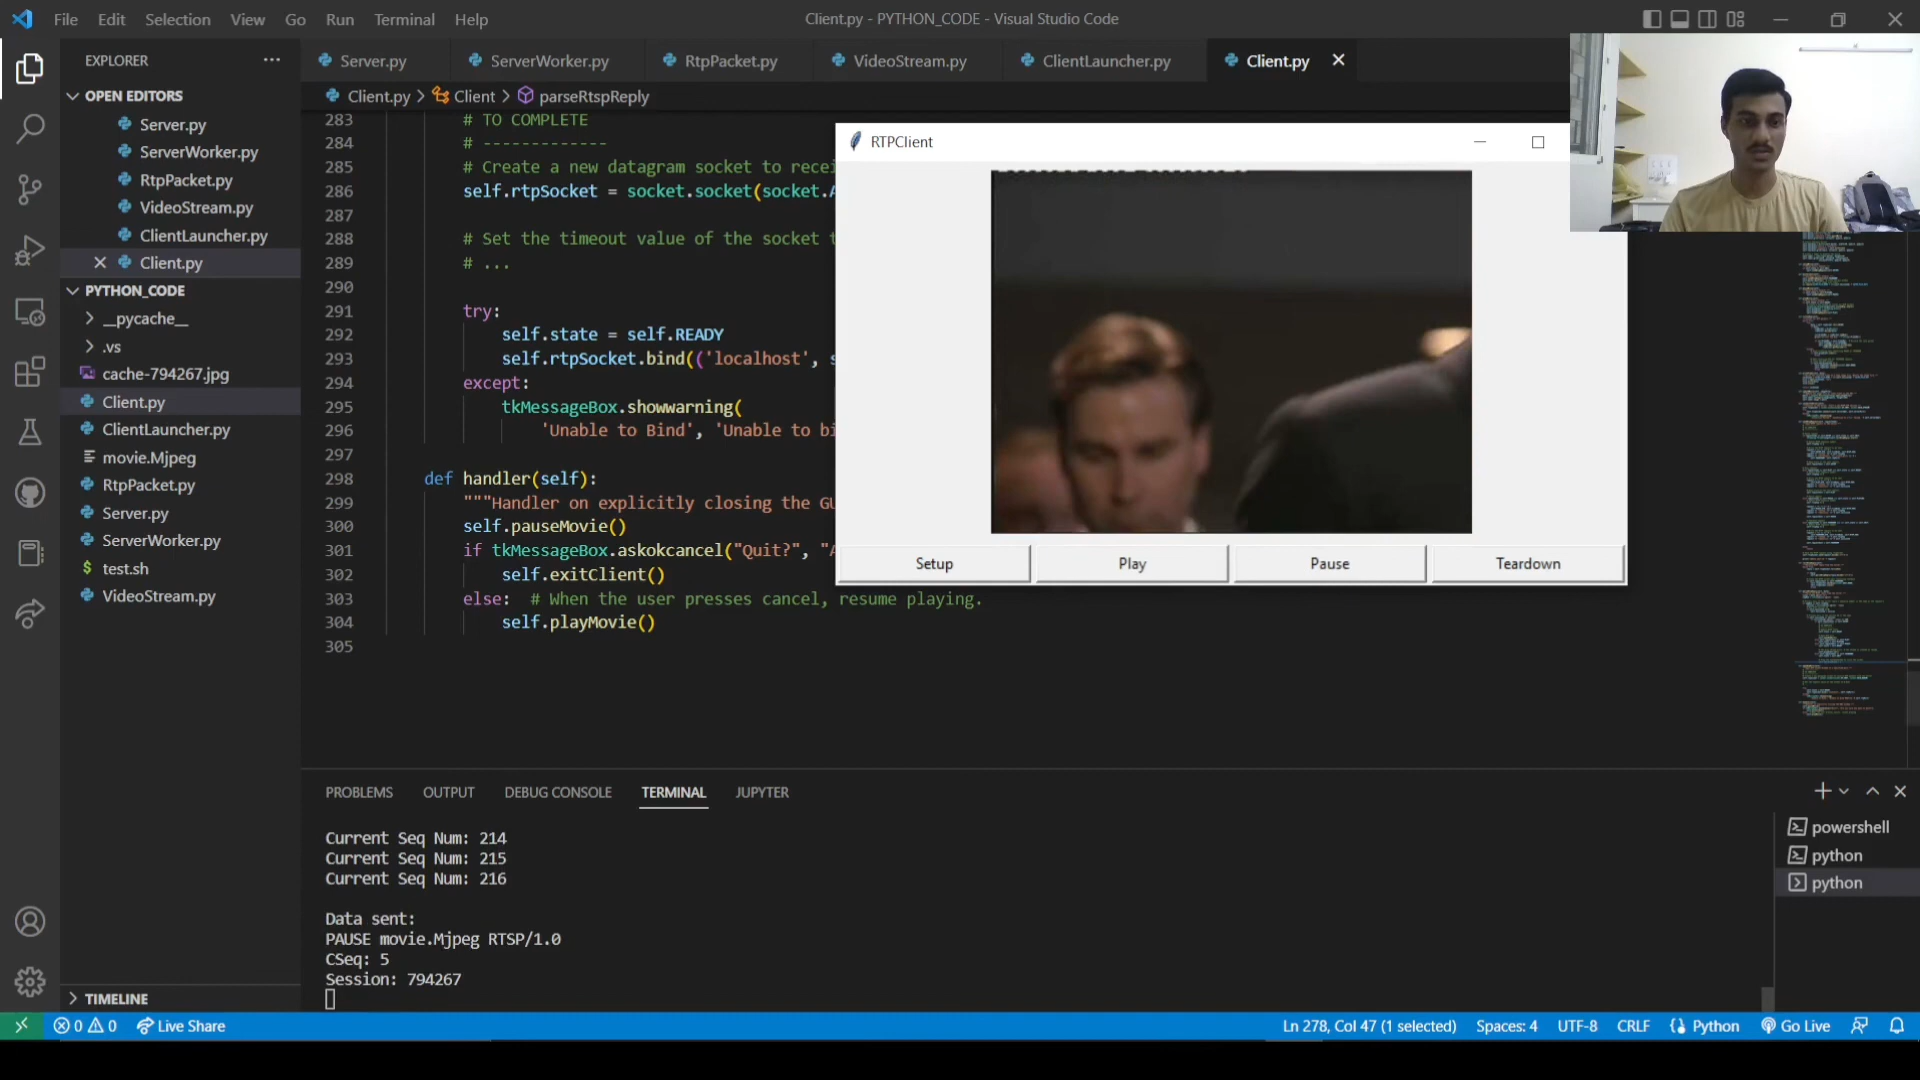 File Edit Selection View Go Run Terminal Help
Client.py - PYTHON_CODE - Visual Studio Code
EXPLORER
OPEN EDITORS
Server.py
ServerWorker.py
RtpPacket.py
VideoStream.py
ClientLauncher.py
Client.py
PYTHON_CODE
__pycache__
.vs
cache-794267.jpg
Client.py
ClientLauncher.py
movie.Mjpeg
RtpPacket.py
Server.py
ServerWorker.py
test.sh
VideoStream.py
TIMELINE
Server.py ServerWorker.py RtpPacket.py VideoStream.py ClientLauncher.py Client.py
Client.py > Client > parseRtspReply
283 # TO COMPLETE
284 # -------------
285 # Create a new datagram socket to recei
286 self.rtpSocket = socket.socket(socket.A
287
288 # Set the timeout value of the socket t
289 # ...
290
291 try:
292 self.state = self.READY
293 self.rtpSocket.bind(('localhost', s
294 except:
295 tkMessageBox.showwarning(
296 'Unable to Bind', 'Unable to bi
297
298 def handler(self):
299 """Handler on explicitly closing the GU
300 self.pauseMovie()
301 if tkMessageBox.askokcancel("Quit?", "A
302 self.exitClient()
303 else: # When the user presses cancel, resume playing.
304 self.playMovie()
305
RTPClient
Setup Play Pause Teardown
PROBLEMS OUTPUT DEBUG CONSOLE TERMINAL JUPYTER
Current Seq Num: 214
Current Seq Num: 215
Current Seq Num: 216
Data sent:
PAUSE movie.Mjpeg RTSP/1.0
CSeq: 5
Session: 794267
powershell
python
python
0 0 Live Share
Ln 278, Col 47 (1 selected) Spaces: 4 UTF-8 CRLF Python Go Live